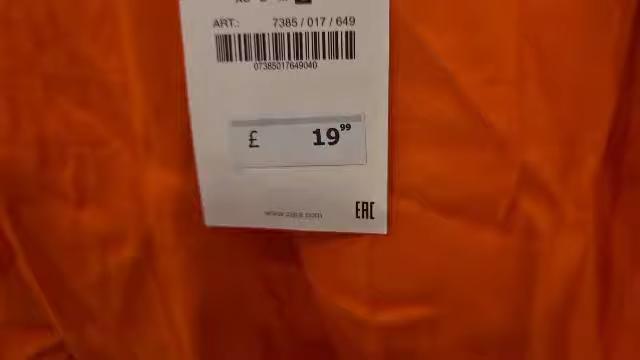 ART.: 7385 / 017 / 649
07385017649040
£ 19⁹⁹
www.zara.com
EAC